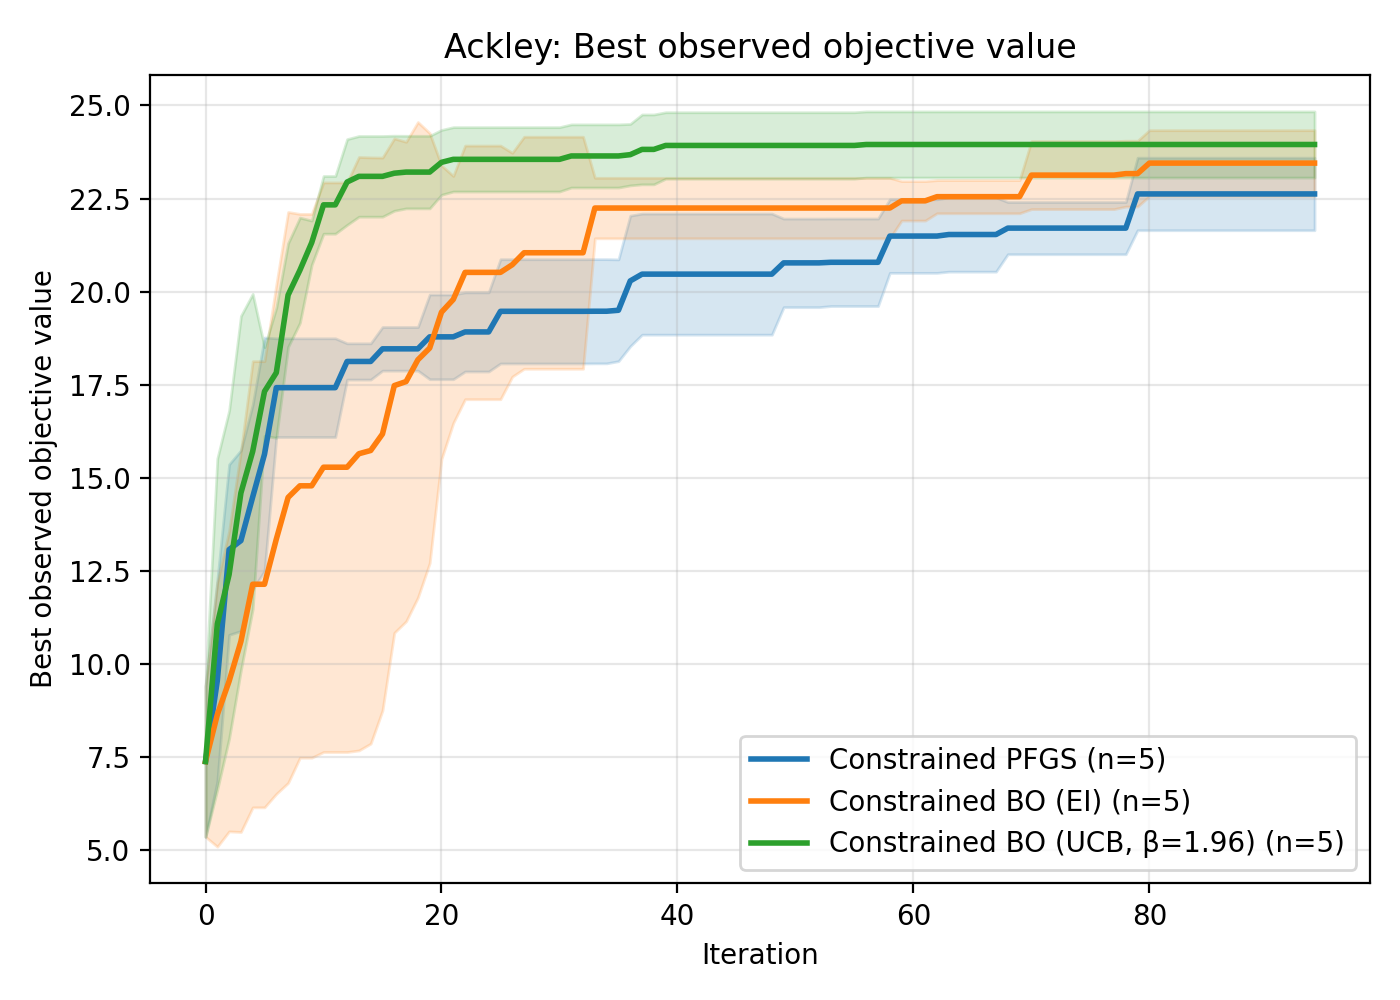 Ackley: Best observed objective value
Best observed objective value
25.0
22.5
20.0
17.5
15.0
12.5
10.0
7.5
5.0
Constrained PFGS (n=5)
Constrained BO (EI) (n=5)
Constrained BO (UCB, β=1.96) (n=5)
0 20 40 60 80
Iteration